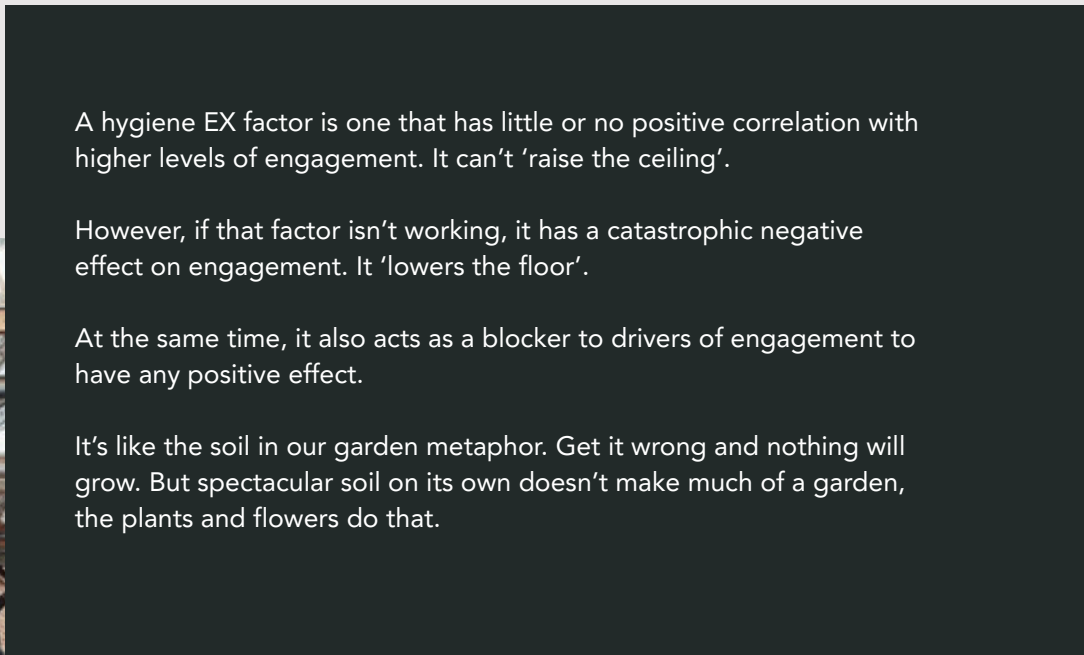 A hygiene EX factor is one that has little or no positive correlation with
higher levels of engagement. It can’t ‘raise the ceiling’.
However, if that factor isn’t working, it has a catastrophic negative
effect on engagement. It ‘lowers the floor’.
At the same time, it also acts as a blocker to drivers of engagement to
have any positive effect.
It’s like the soil in our garden metaphor. Get it wrong and nothing will
grow. But spectacular soil on its own doesn’t make much of a garden,
the plants and flowers do that.